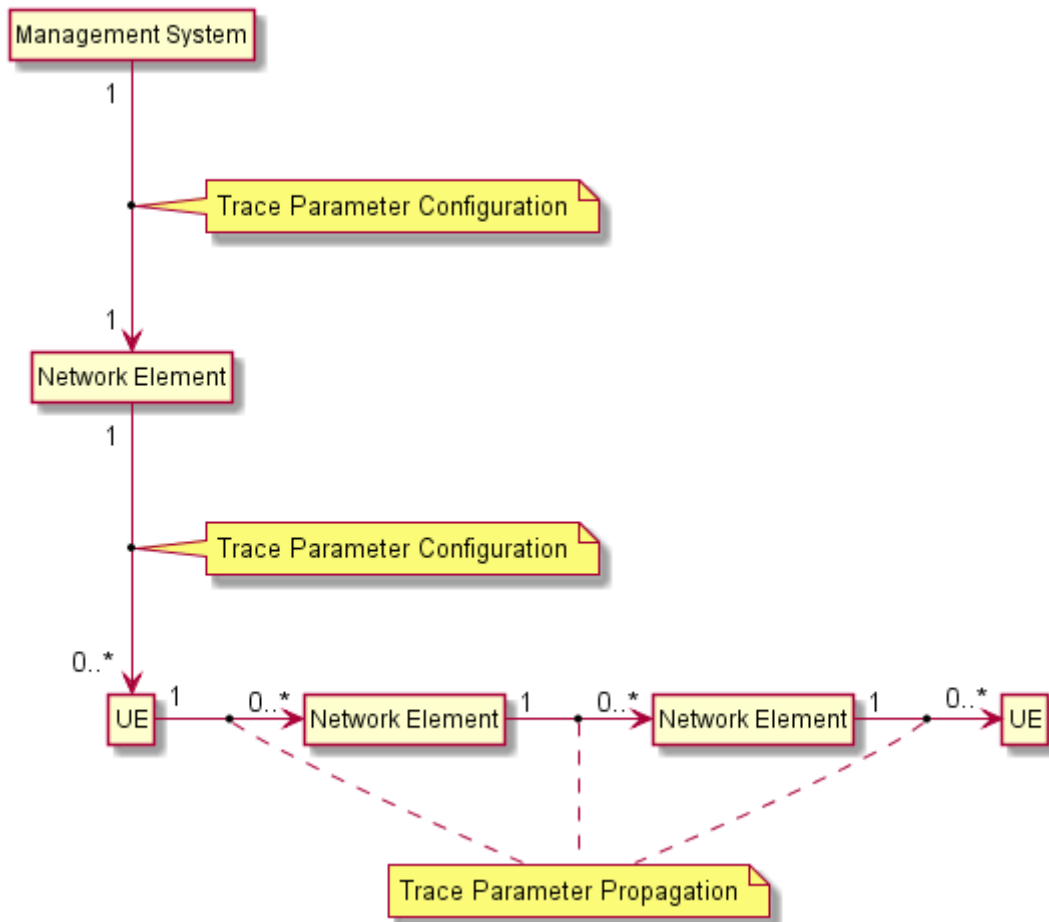 Management System
1
Trace Parameter Configuration
1
Network Element
1
Trace Parameter Configuration
0..*
UE
1
0..*
Network Element
1
0..*
Network Element
1
0..*
UE
Trace Parameter Propagation